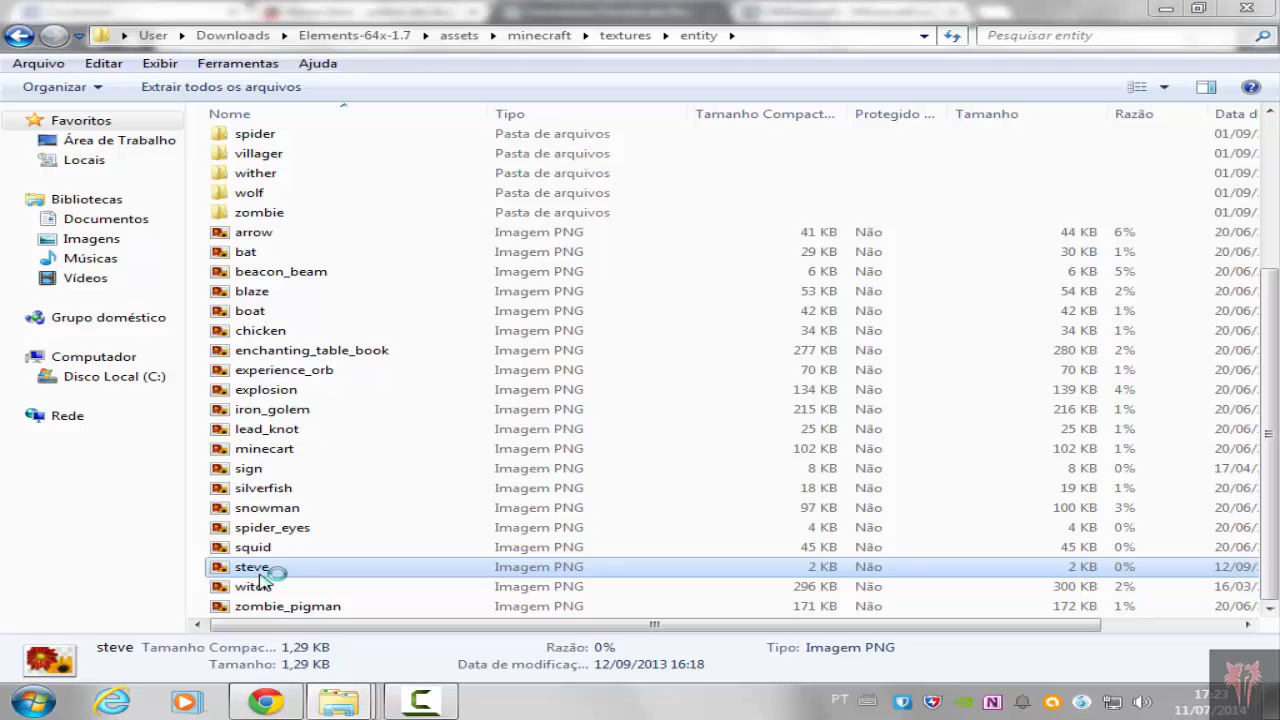 User Downloads Elements-64x-1.7 assets minecraft textures entity Pesquisar entity
Arquivo Editar Exibir Ferramentas Ajuda
Organizar Extrair todos os arquivos
Nome Tipo Tamanho Compact... Protegido ... Tamanho Razão Data d
Favoritos
Área de Trabalho
Locais
Bibliotecas
Documentos
Imagens
Músicas
Vídeos
Grupo doméstico
Computador
Disco Local (C:)
Rede
spider Pasta de arquivos 01/09/
villager Pasta de arquivos 01/09/
wither Pasta de arquivos 01/09/
wolf Pasta de arquivos 01/09/
zombie Pasta de arquivos 01/09/
arrow Imagem PNG 41 KB Não 44 KB 6% 20/06/
bat Imagem PNG 29 KB Não 30 KB 1% 20/06/
beacon_beam Imagem PNG 6 KB Não 6 KB 5% 20/06/
blaze Imagem PNG 53 KB Não 54 KB 2% 20/06/
boat Imagem PNG 42 KB Não 42 KB 1% 20/06/
chicken Imagem PNG 34 KB Não 34 KB 1% 20/06/
enchanting_table_book Imagem PNG 277 KB Não 280 KB 2% 20/06/
experience_orb Imagem PNG 70 KB Não 70 KB 1% 20/06/
explosion Imagem PNG 134 KB Não 139 KB 4% 20/06/
iron_golem Imagem PNG 215 KB Não 216 KB 1% 20/06/
lead_knot Imagem PNG 25 KB Não 25 KB 1% 20/06/
minecart Imagem PNG 102 KB Não 102 KB 1% 20/06/
sign Imagem PNG 8 KB Não 8 KB 0% 17/04/
silverfish Imagem PNG 18 KB Não 19 KB 1% 20/06/
snowman Imagem PNG 97 KB Não 100 KB 3% 20/06/
spider_eyes Imagem PNG 4 KB Não 4 KB 0% 20/06/
squid Imagem PNG 45 KB Não 45 KB 0% 20/06/
steve Imagem PNG 2 KB Não 2 KB 0% 12/09/
witch Imagem PNG 296 KB Não 300 KB 2% 16/03/
zombie_pigman Imagem PNG 171 KB Não 172 KB 1% 20/06/
steve Tamanho Compac... 1,29 KB Razão: 0% Tipo: Imagem PNG
Tamanho: 1,29 KB Data de modificaç... 12/09/2013 16:18
PT 17:23
11/07/2014